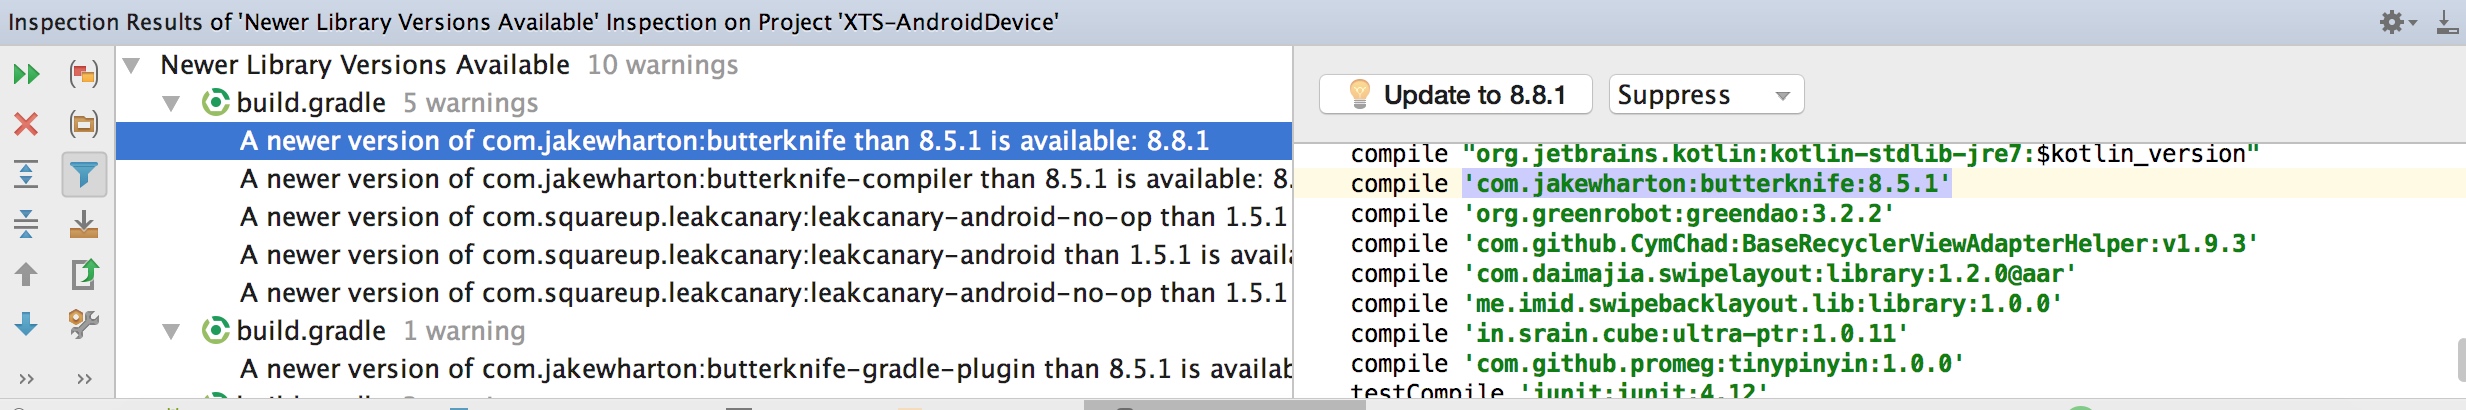 Inspection Results of 'Newer Library Versions Available' Inspection on Project 'XTS-AndroidDevice'
Newer Library Versions Available 10 warnings
build.gradle 5 warnings
A newer version of com.jakewharton:butterknife than 8.5.1 is available: 8.8.1
A newer version of com.jakewharton:butterknife-compiler than 8.5.1 is available: 8.
A newer version of com.squareup.leakcanary:leakcanary-android-no-op than 1.5.1
A newer version of com.squareup.leakcanary:leakcanary-android than 1.5.1 is
A newer version of com.squareup.leakcanary:leakcanary-android-no-op than 1.5.1
build.gradle 1 warning
A newer version of com.jakewharton:butterknife-gradle-plugin than 8.5.1 is
Update to 8.8.1
Suppress
compile "org.jetbrains.kotlin:kotlin-stdlib-jre7:$kotlin_version"
compile 'com.jakewharton:butterknife:8.5.1'
compile 'org.greenrobot:greendao:3.2.2'
compile 'com.github.CymChad:BaseRecyclerViewAdapterHelper:v1.9.3'
compile 'com.daimajia.swipelayout:library:1.2.0@aar'
compile 'me.imid.swipebacklayout.lib:library:1.0.0'
compile 'in.srain.cube:ultra-ptr:1.0.11'
compile 'com.github.promeg:tinypinyin:1.0.0'
testCompile 'junit:junit:4.12'